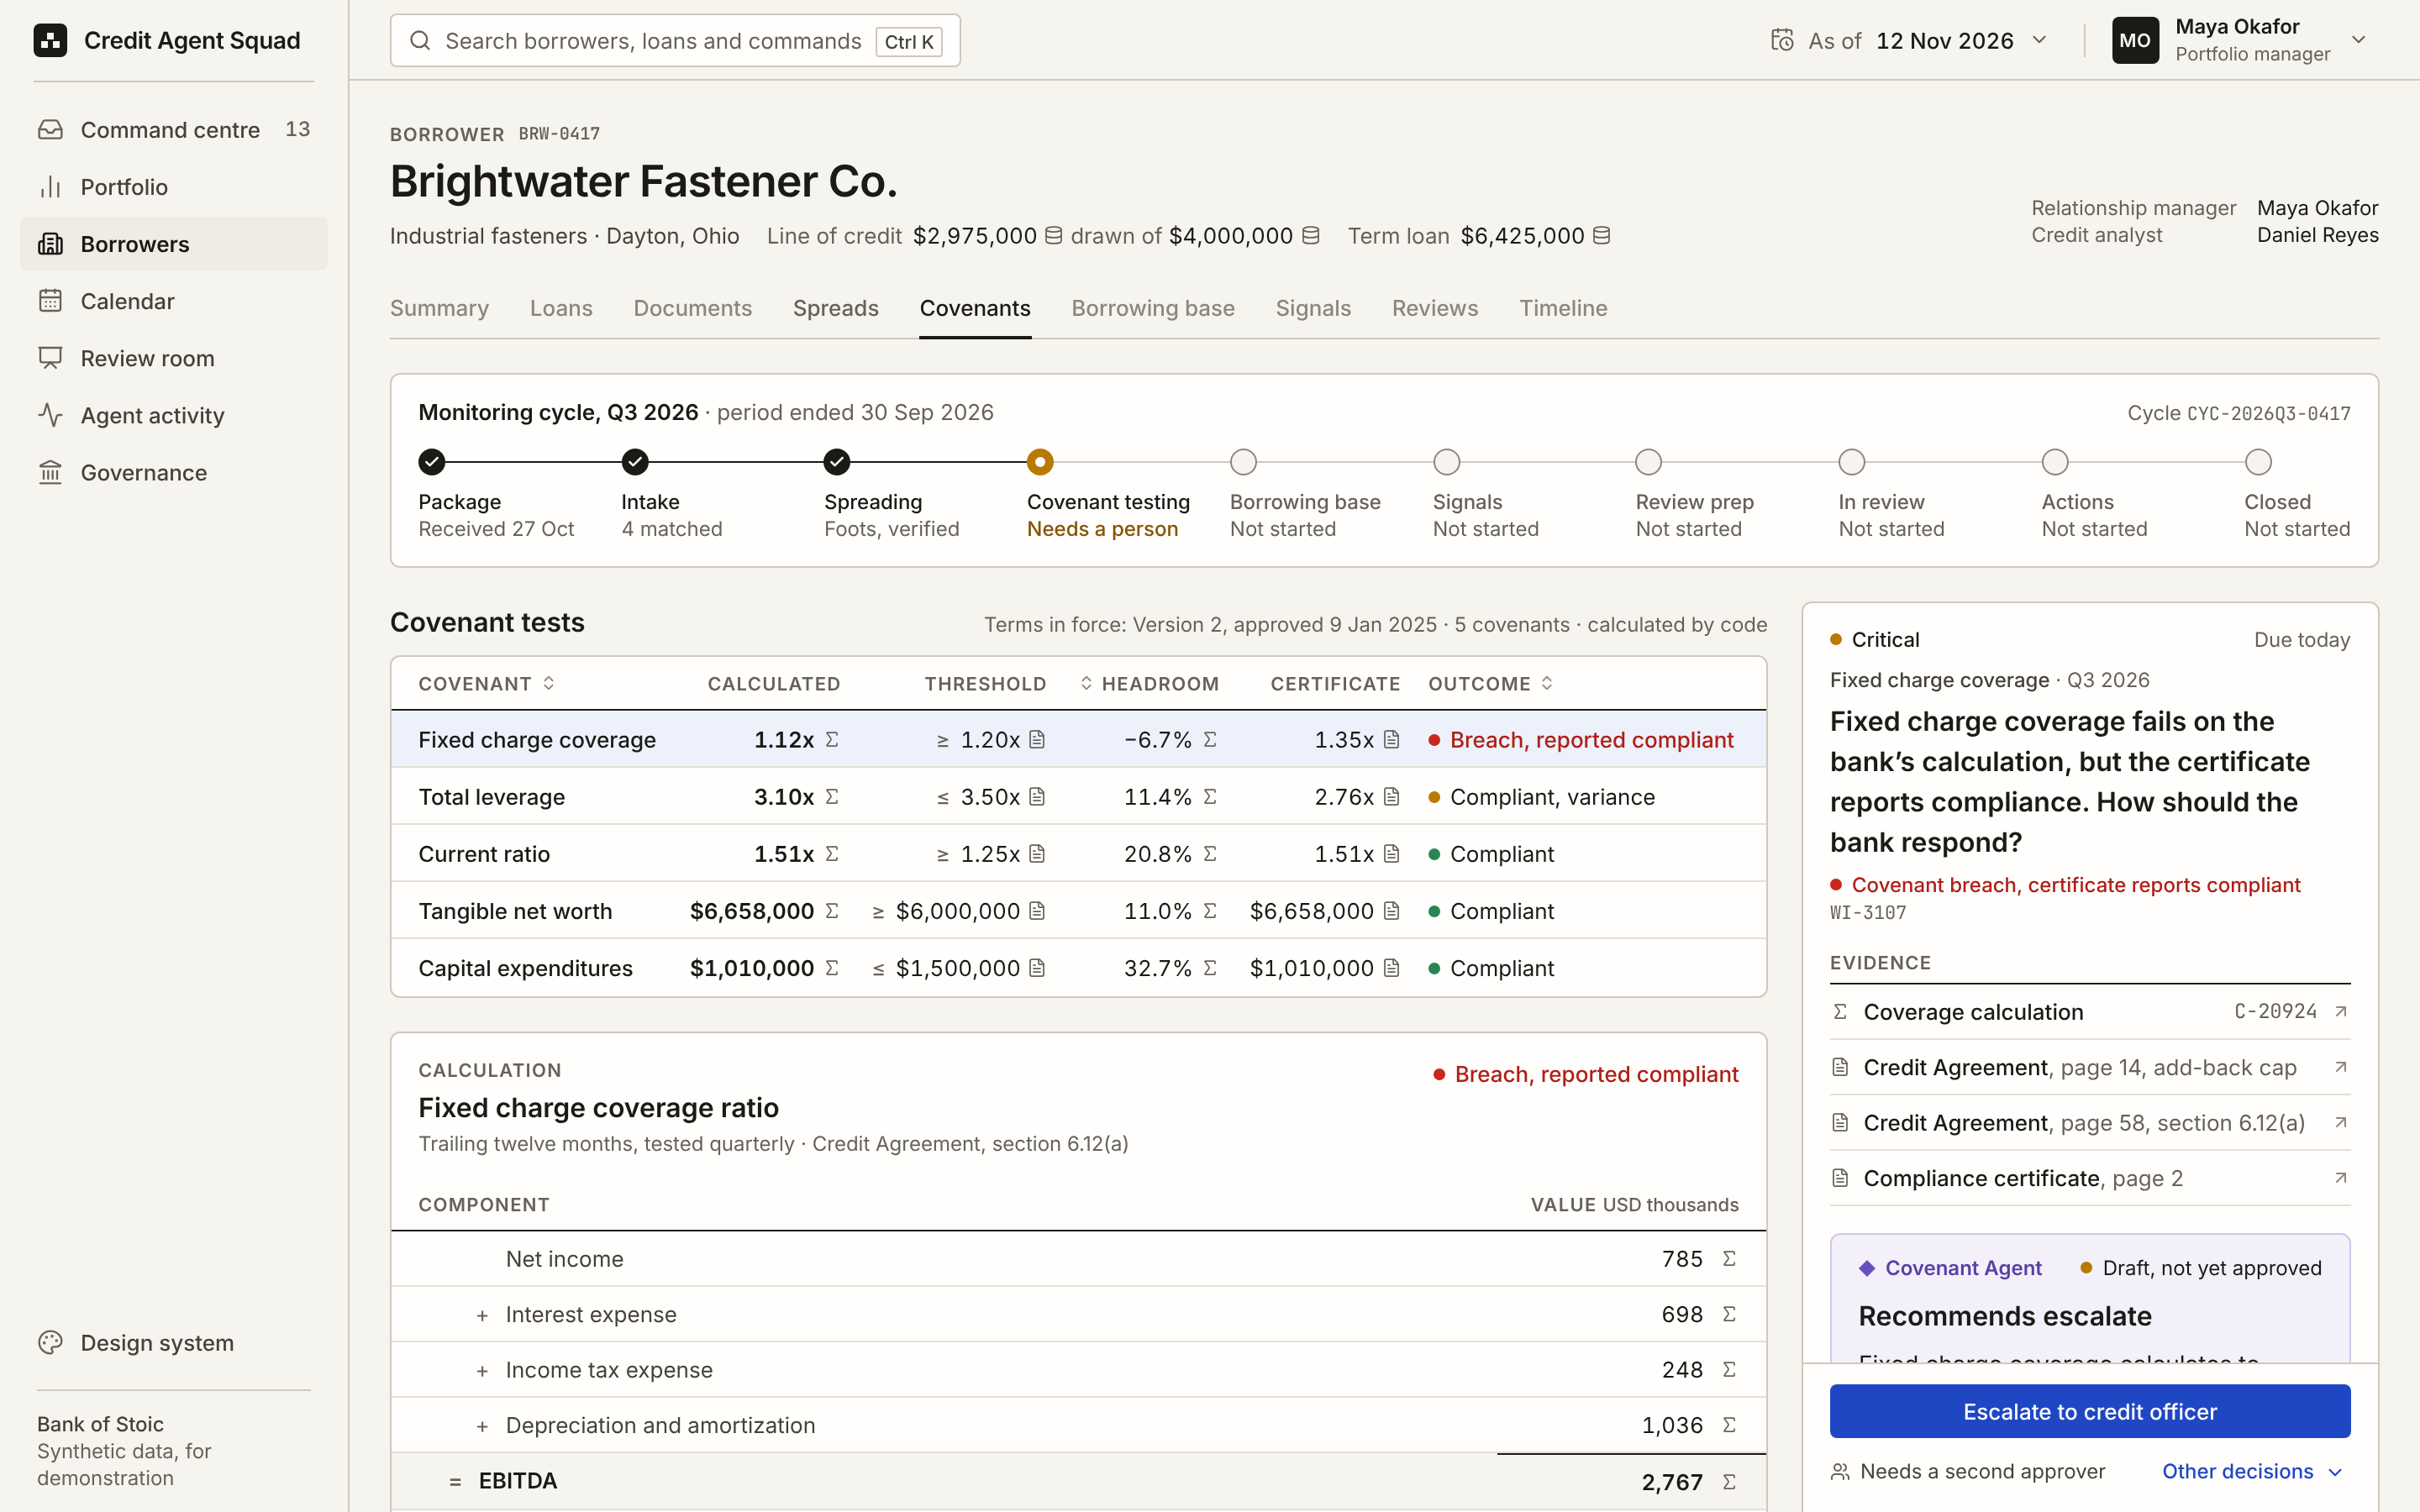 Credit Agent Squad
Search borrowers, loans and commands Ctrl K
As of 12 Nov 2026
MO
Maya Okafor
Portfolio manager
Command centre 13
Portfolio
Borrowers
Calendar
Review room
Agent activity
Governance
Design system
Bank of Stoic
Synthetic data, for
demonstration
BORROWER BRW-0417
Brightwater Fastener Co.
Industrial fasteners · Dayton, Ohio Line of credit $2,975,000 drawn of $4,000,000 Term loan $6,425,000
Relationship manager Maya Okafor
Credit analyst Daniel Reyes
Summary Loans Documents Spreads Covenants Borrowing base Signals Reviews Timeline
Monitoring cycle, Q3 2026 · period ended 30 Sep 2026
Cycle CYC-2026Q3-0417
Package Intake Spreading Covenant testing Borrowing base Signals Review prep In review Actions Closed
Received 27 Oct 4 matched Foots, verified Needs a person Not started Not started Not started Not started Not started Not started
Covenant tests
Terms in force: Version 2, approved 9 Jan 2025 · 5 covenants · calculated by code
COVENANT CALCULATED THRESHOLD HEADROOM CERTIFICATE OUTCOME
Fixed charge coverage 1.12x Σ ≥ 1.20x −6.7% Σ 1.35x Breach, reported compliant
Total leverage 3.10x Σ ≤ 3.50x 11.4% Σ 2.76x Compliant, variance
Current ratio 1.51x Σ ≥ 1.25x 20.8% Σ 1.51x Compliant
Tangible net worth $6,658,000 Σ ≥ $6,000,000 11.0% Σ $6,658,000 Compliant
Capital expenditures $1,010,000 Σ ≤ $1,500,000 32.7% Σ $1,010,000 Compliant
CALCULATION
Breach, reported compliant
Fixed charge coverage ratio
Trailing twelve months, tested quarterly · Credit Agreement, section 6.12(a)
COMPONENT VALUE USD thousands
Net income 785 Σ
+ Interest expense 698 Σ
+ Income tax expense 248 Σ
+ Depreciation and amortization 1,036 Σ
= EBITDA 2,767 Σ
Critical Due today
Fixed charge coverage · Q3 2026
Fixed charge coverage fails on the
bank’s calculation, but the certificate
reports compliance. How should the
bank respond?
Covenant breach, certificate reports compliant
WI-3107
EVIDENCE
Σ Coverage calculation C-20924
Credit Agreement, page 14, add-back cap
Credit Agreement, page 58, section 6.12(a)
Compliance certificate, page 2
Covenant Agent Draft, not yet approved
Recommends escalate
Fixed charge coverage calculates to
Escalate to credit officer
Needs a second approver Other decisions